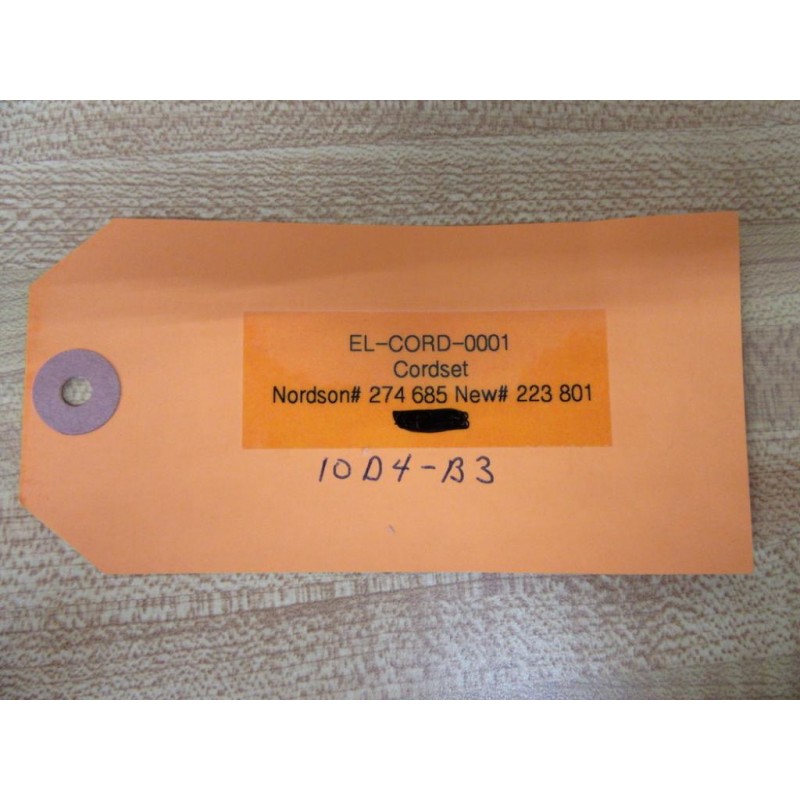 EL-CORD-0001
Cordset
Nordson# 274 685 New# 223 801
10D4-B3